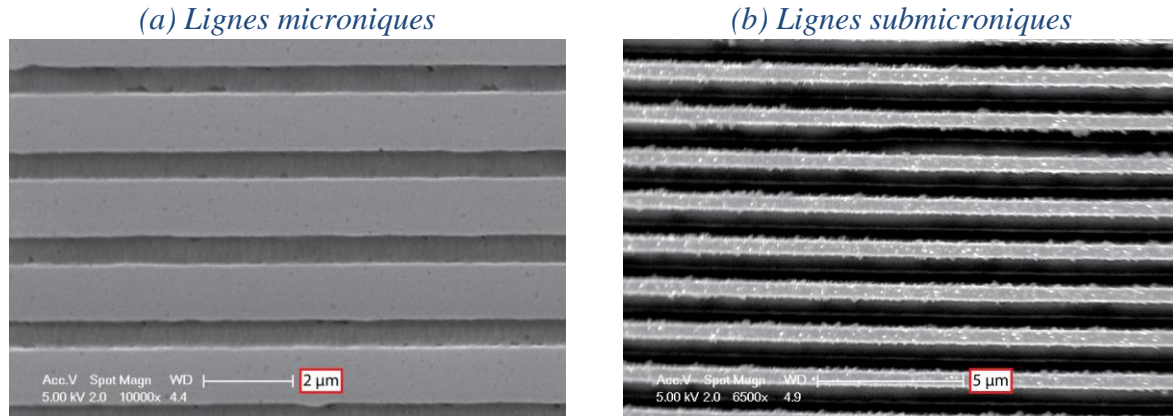 (a) Lignes microniques
(b) Lignes submicroniques
Acc.V Spot Magn WD
5.00 kV 2.0 10000x 4.4
2 µm
Acc.V Spot Magn WD
5.00 kV 2.0 6500x 4.9
5 µm